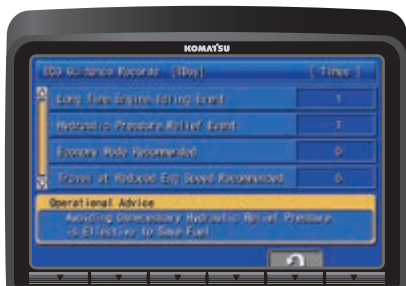 KOMATSU
ECO Guidance Records [1Day] [ Times ]
Long Time Engine Idling Event 1
Hydraulic Pressure Relief Event
Economy Mode Recommended 0
Travel at Reduced Eng Speed Recommended 0
Operational Advice
Avoiding Unnecessary Hydraulic Relief Pressure
is Effective to Save Fuel